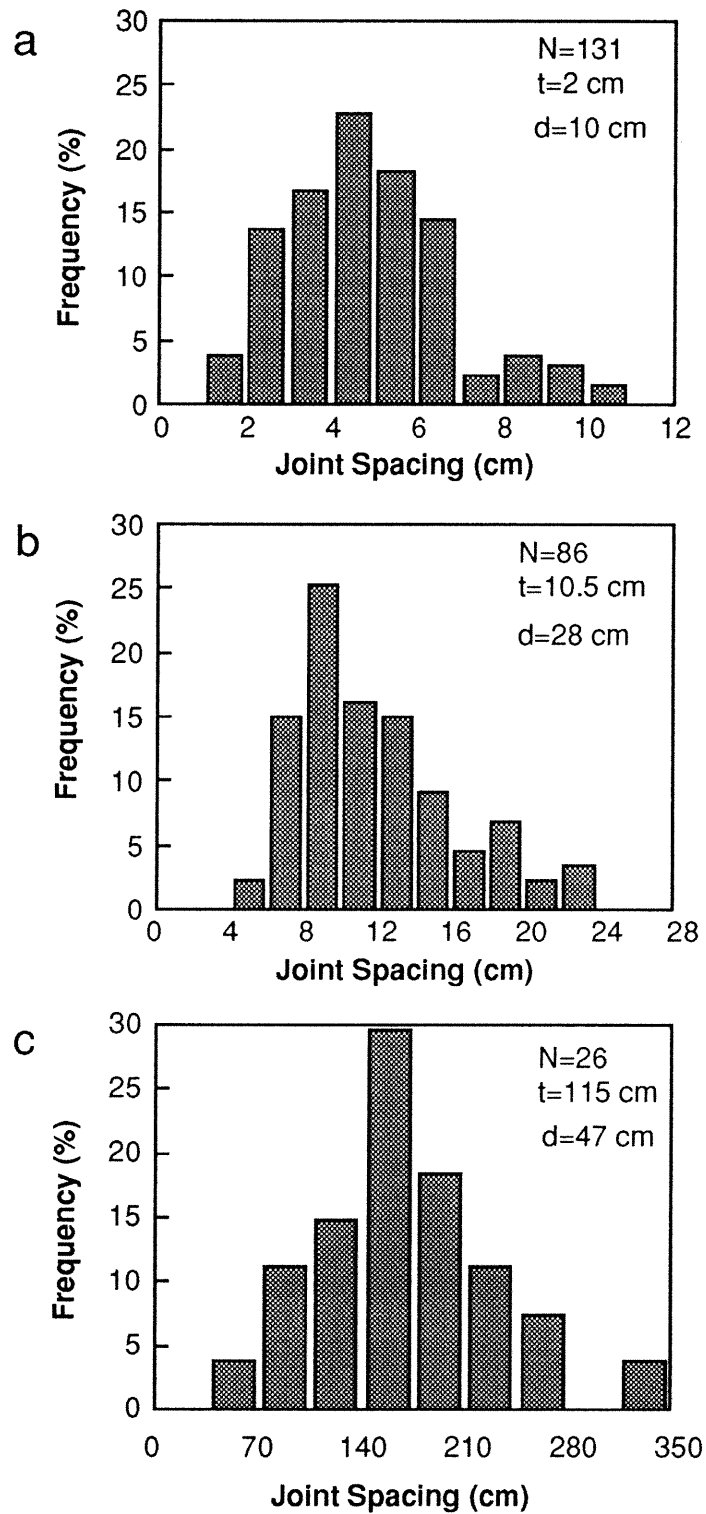 a
30
25
20
15
10
5
0
Frequency (%)
N=131
t=2 cm
d=10 cm
0 2 4 6 8 10 12
Joint Spacing (cm)
b
30
25
20
15
10
5
0
Frequency (%)
N=86
t=10.5 cm
d=28 cm
0 4 8 12 16 20 24 28
Joint Spacing (cm)
c
30
25
20
15
10
5
0
Frequency (%)
N=26
t=115 cm
d=47 cm
0 70 140 210 280 350
Joint Spacing (cm)